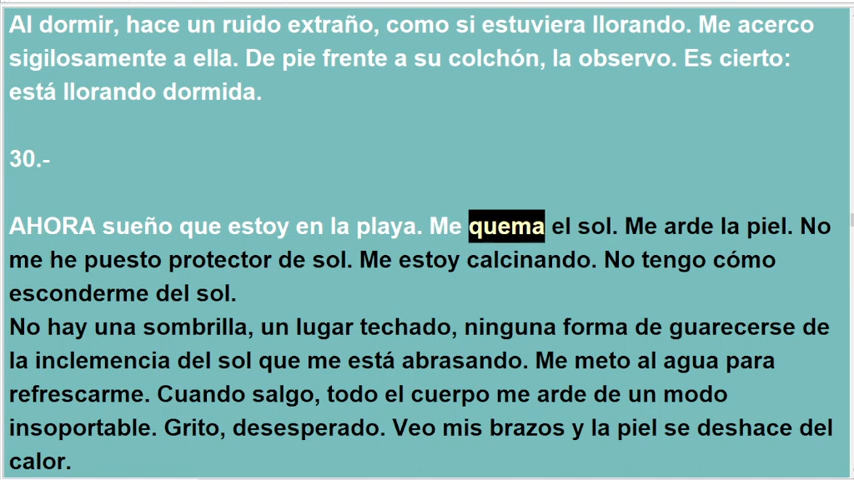 Al dormir, hace un ruido extraño, como si estuviera llorando. Me acerco
sigilosamente a ella. De pie frente a su colchón, la observo. Es cierto:
está llorando dormida.
30.-
AHORA sueño que estoy en la playa. Me quema el sol. Me arde la piel. No
me he puesto protector de sol. Me estoy calcinando. No tengo cómo
esconderme del sol.
No hay una sombrilla, un lugar techado, ninguna forma de guarecerse de
la inclemencia del sol que me está abrasando. Me meto al agua para
refrescarme. Cuando salgo, todo el cuerpo me arde de un modo
insoportable. Grito, desesperado. Veo mis brazos y la piel se deshace del
calor.